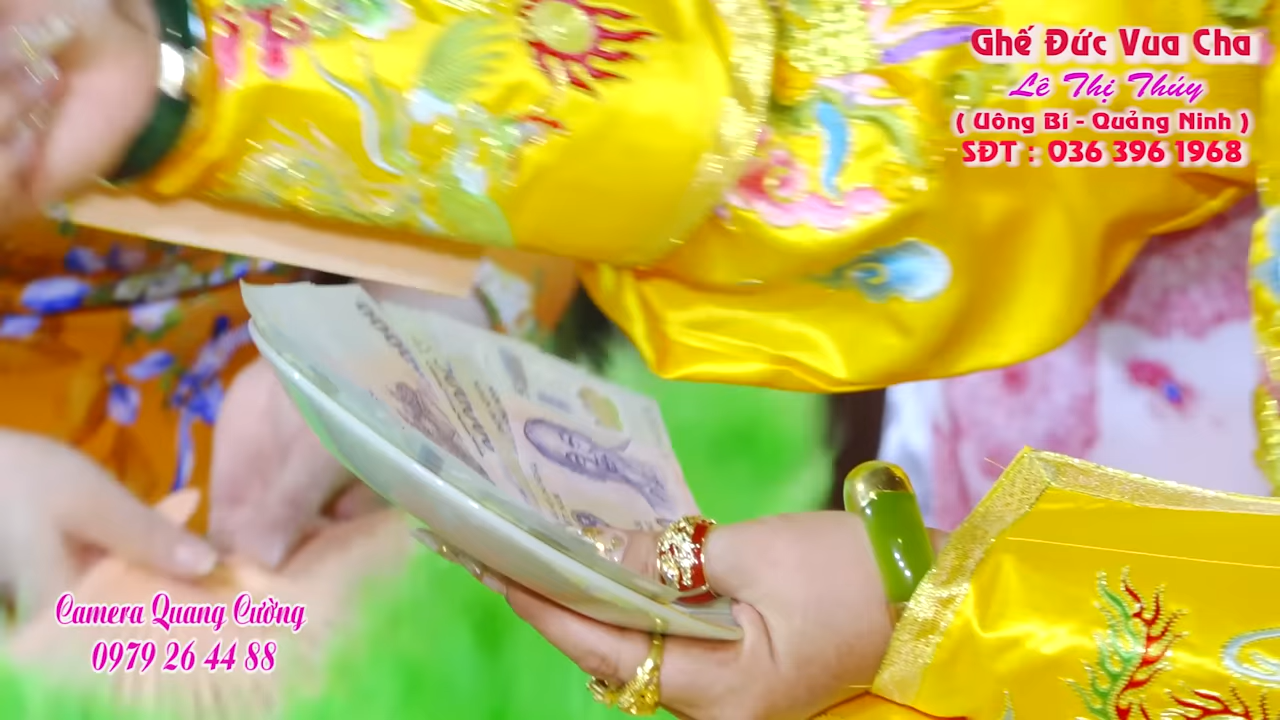 Ghế Đức Vua Cha
Lê Thị Thúy
( Uông Bí - Quảng Ninh )
SĐT : 036 396 1968
Camera Quang Cường
0979 26 44 88